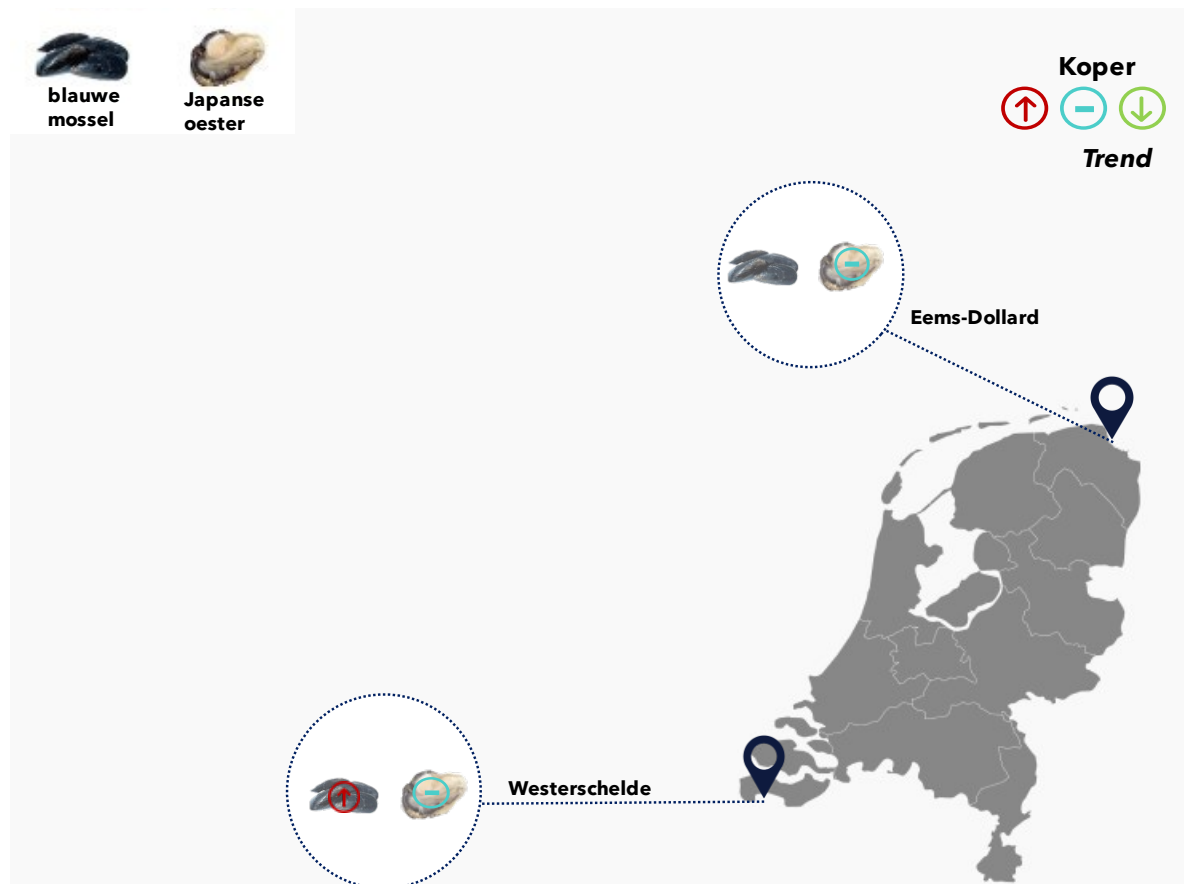 blauwe
mossel
Japanse
oester
Koper
Trend
Eems-Dollard
Westerschelde